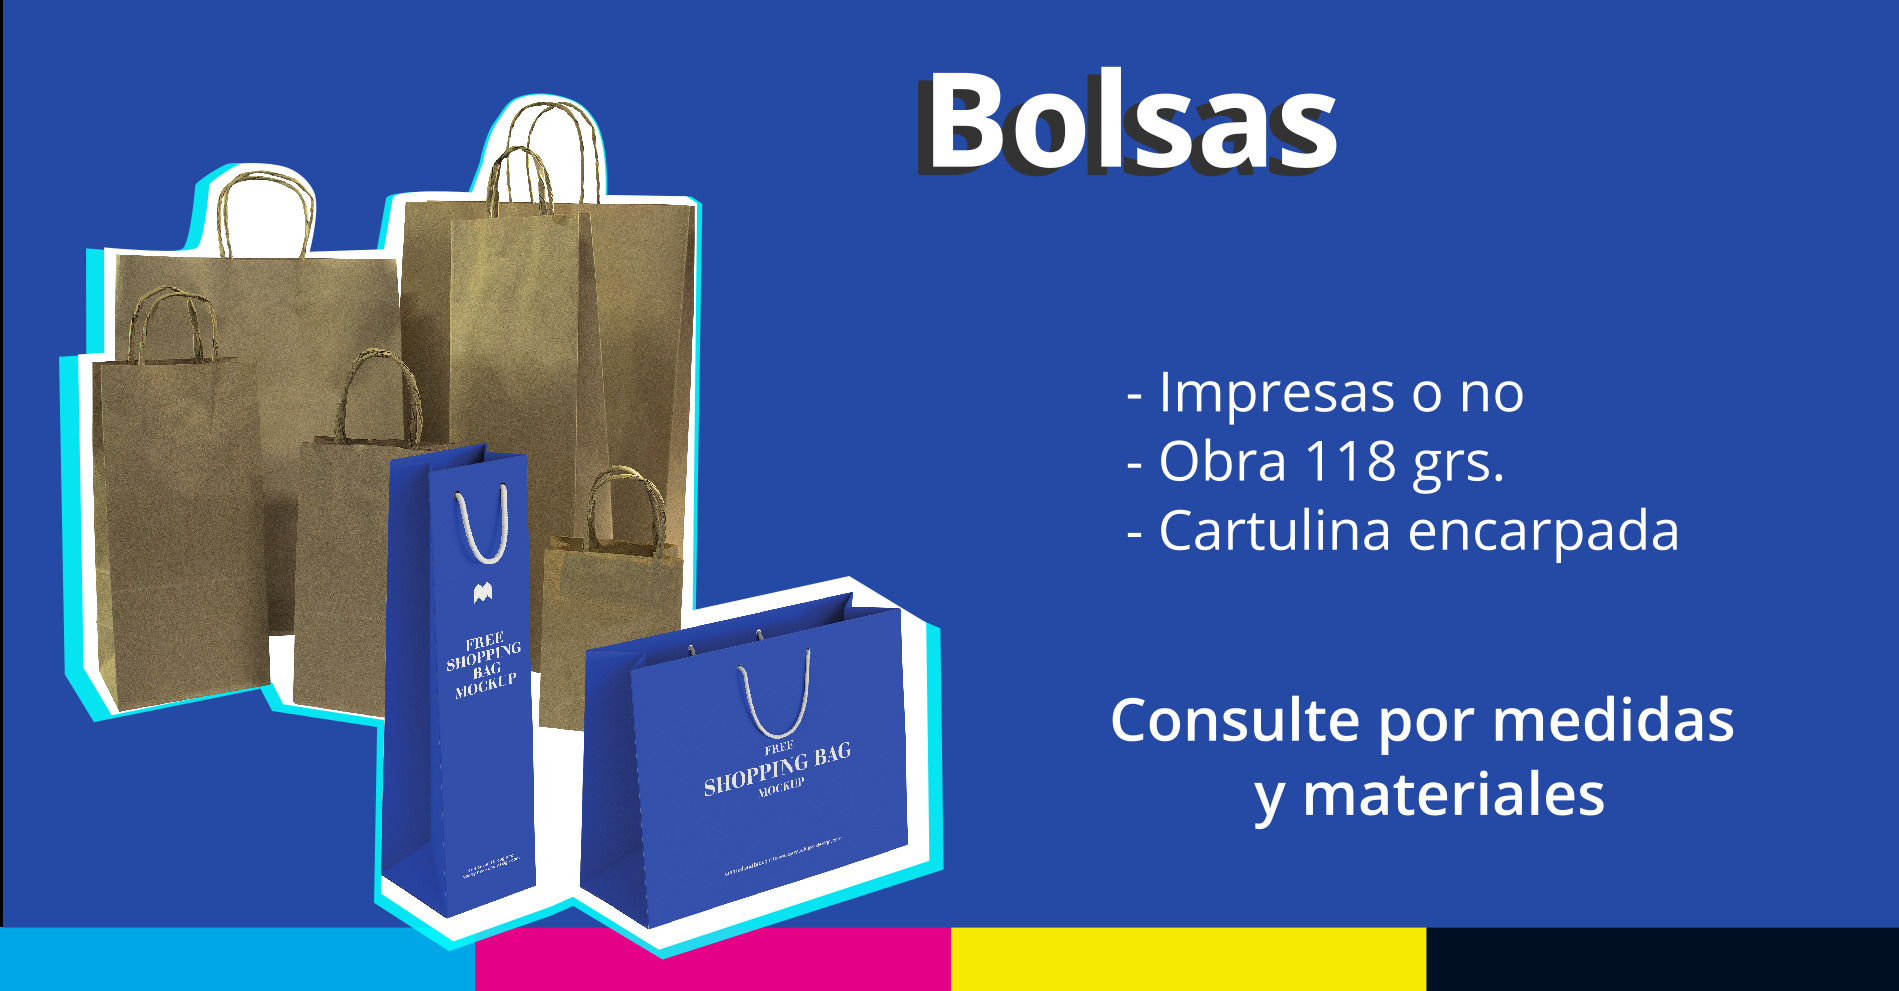 Bolsas
- Impresas o no
- Obra 118 grs.
- Cartulina encarpada
FREE
SHOPPING
BAG
MOCKUP
FREE
SHOPPING BAG
MOCKUP
Consulte por medidas
y materiales